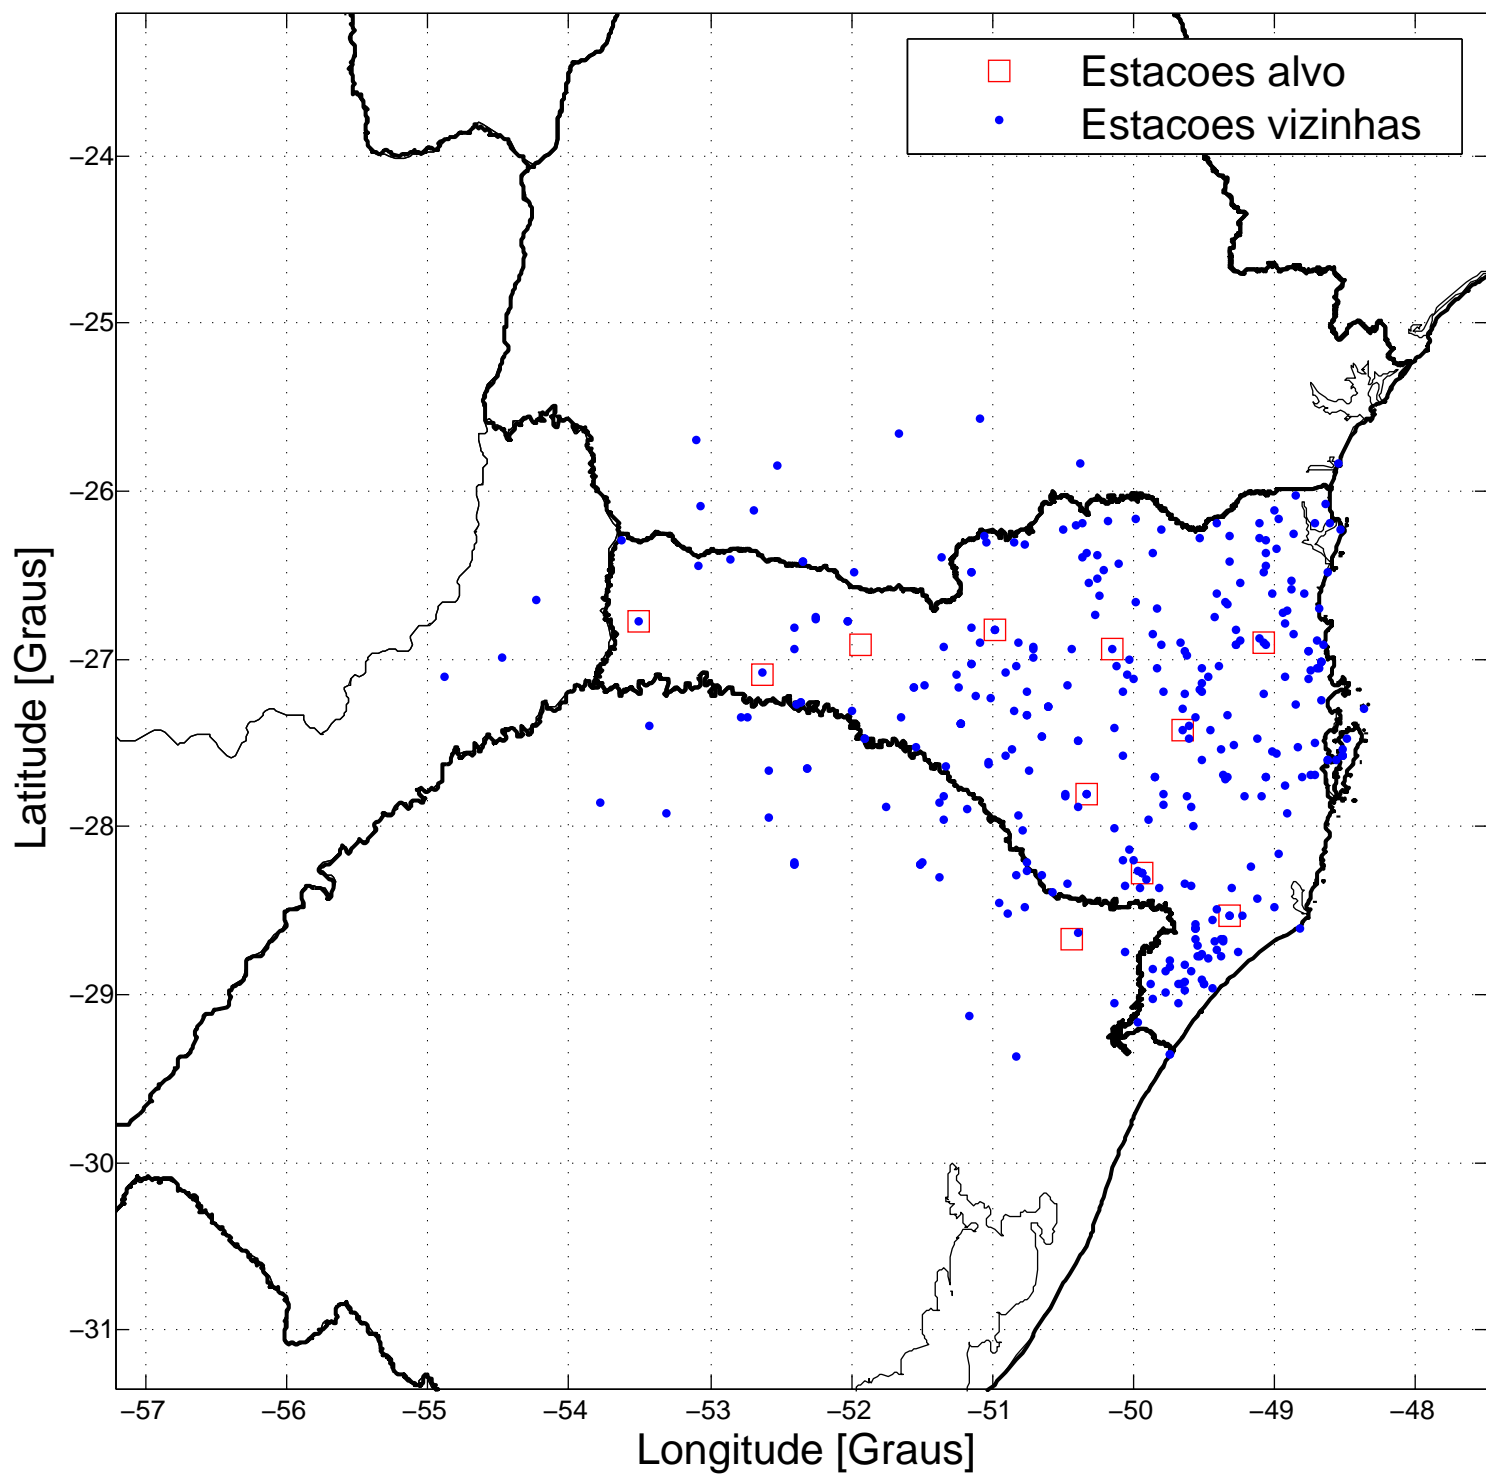 Estacoes alvo
Estacoes vizinhas
−24
−25
−26
−27
−28
−29
−30
−31
−57 −56 −55 −54 −53 −52 −51 −50 −49 −48
Longitude [Graus]
Latitude [Graus]